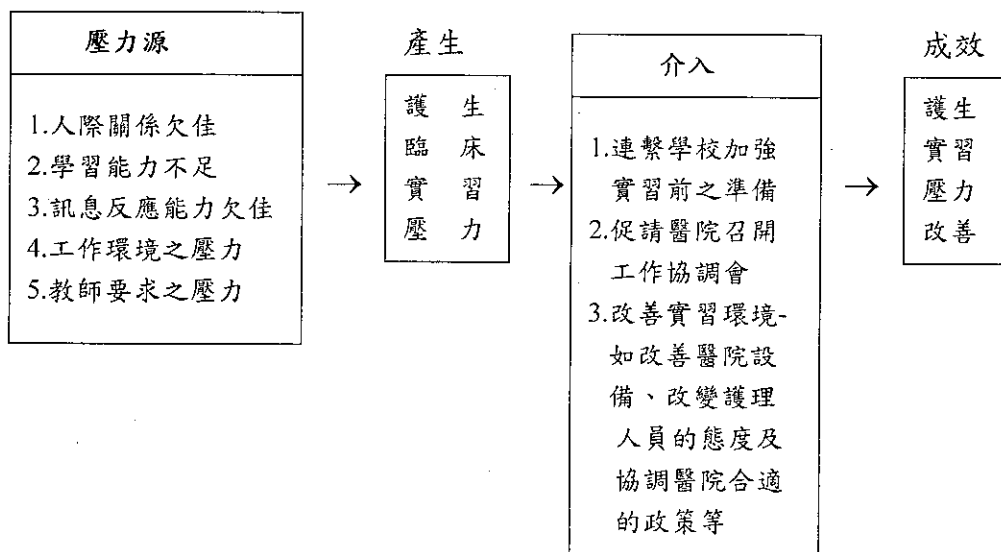 壓力源
1.人際關係欠佳
2.學習能力不足
3.訊息反應能力欠佳
4.工作環境之壓力
5.教師要求之壓力
→
產生
護生
臨床
實習
壓力
→
介入
1.連繫學校加強
實習前之準備
2.促請醫院召開
工作協調會
3.改善實習環境-
如改善醫院設
備、改變護理
人員的態度及
協調醫院合適
的政策等
→
成效
護生
實習
壓力
改善